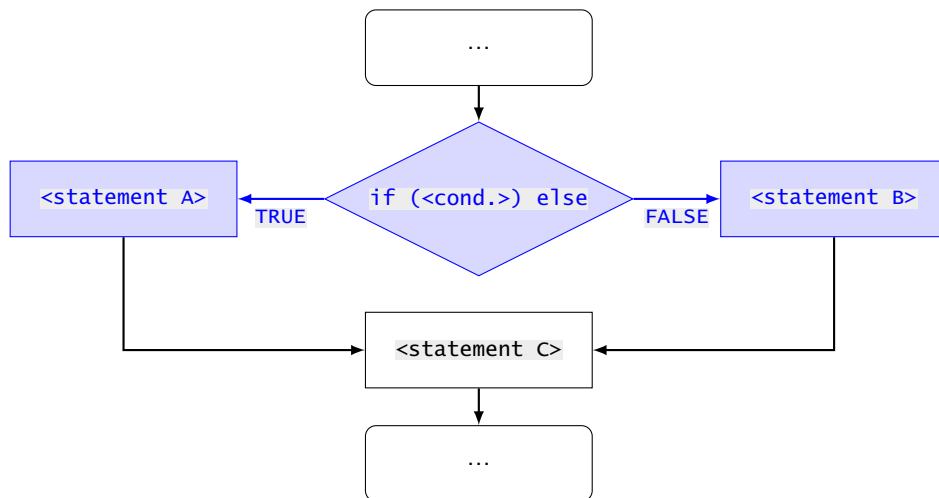 ...
<statement A>
if (<cond.>) else
<statement B>
TRUE
FALSE
<statement C>
...